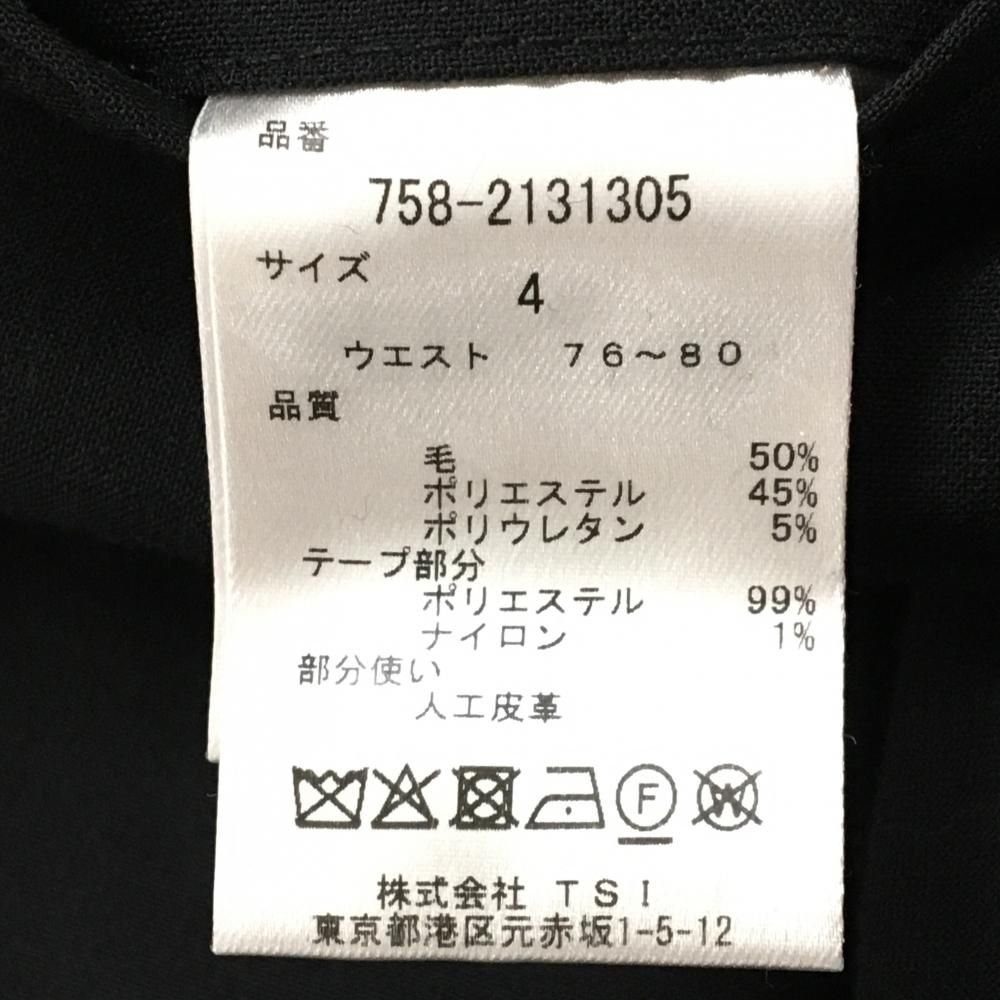 品番
758-2131305
サイズ
4
ウエスト 76～80
品質
毛 50%
ポリエステル 45%
ポリウレタン 5%
テープ部分
ポリエステル 99%
ナイロン 1%
部分使い
人工皮革
F W
株式会社 TSI
東京都港区元赤坂1-5-12